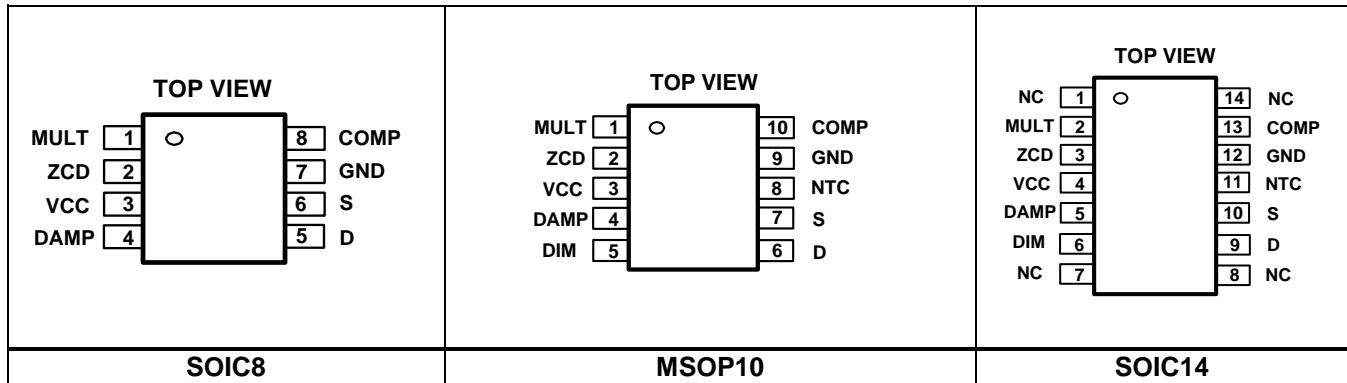 TOP VIEW
MULT 1 8 COMP
ZCD 2 7 GND
VCC 3 6 S
DAMP 4 5 D
SOIC8
TOP VIEW
MULT 1 10 COMP
ZCD 2 9 GND
VCC 3 8 NTC
DAMP 4 7 S
DIM 5 6 D
MSOP10
TOP VIEW
NC 1 14 NC
MULT 2 13 COMP
ZCD 3 12 GND
VCC 4 11 NTC
DAMP 5 10 S
DIM 6 9 D
NC 7 8 NC
SOIC14